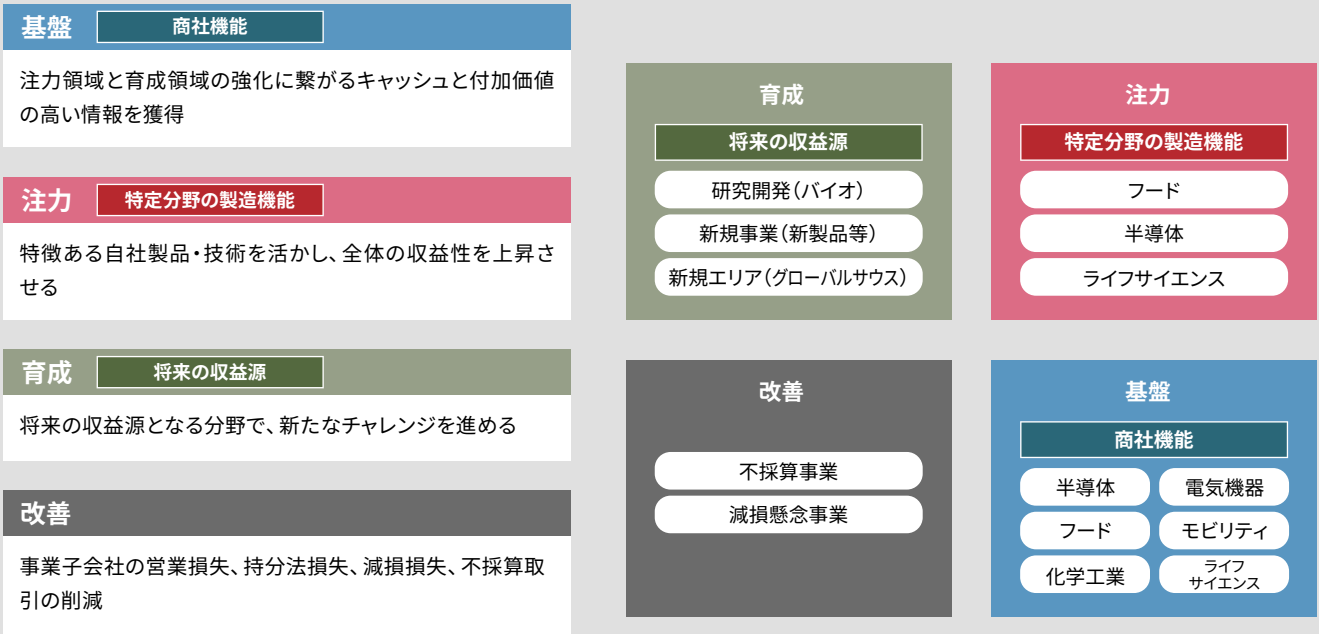 基盤 商社機能
注力領域と育成領域の強化に繋がるキャッシュと付加価値
の高い情報を獲得
注力 特定分野の製造機能
特徴ある自社製品・技術を活かし、全体の収益性を上昇さ
せる
育成 将来の収益源
将来の収益源となる分野で、新たなチャレンジを進める
改善
事業子会社の営業損失、持分法損失、減損損失、不採算取
引の削減
育成
将来の収益源
研究開発（バイオ）
新規事業（新製品等）
新規エリア（グローバルサウス）
注力
特定分野の製造機能
フード
半導体
ライフサイエンス
改善
不採算事業
減損懸念事業
基盤
商社機能
半導体 電気機器
フード モビリティ
化学工業 ライフ
サイエンス